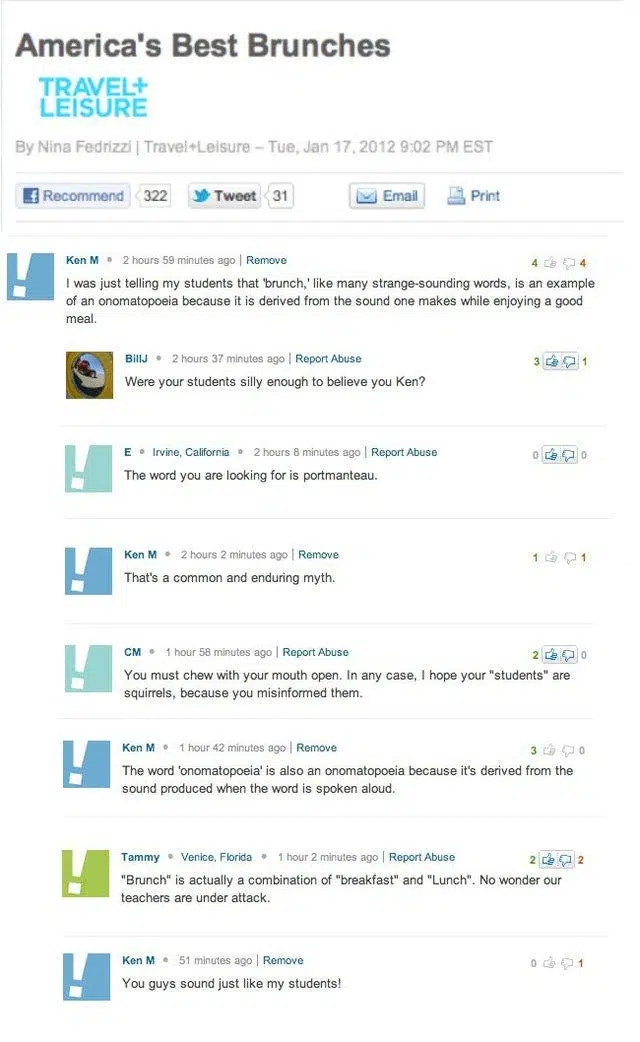 America's Best Brunches
TRAVEL+
LEISURE
By Nina Fedrizzi | Travel+Leisure – Tue, Jan 17, 2012 9:02 PM EST
Recommend 322 Tweet 31 Email Print
Ken M • 2 hours 59 minutes ago | Remove 4 4
I was just telling my students that 'brunch,' like many strange-sounding words, is an example
of an onomatopoeia because it is derived from the sound one makes while enjoying a good
meal.
BillJ • 2 hours 37 minutes ago | Report Abuse 3 1
Were your students silly enough to believe you Ken?
E • Irvine, California • 2 hours 8 minutes ago | Report Abuse 0 0
The word you are looking for is portmanteau.
Ken M • 2 hours 2 minutes ago | Remove 1 1
That's a common and enduring myth.
CM • 1 hour 58 minutes ago | Report Abuse 2 0
You must chew with your mouth open. In any case, I hope your "students" are
squirrels, because you misinformed them.
Ken M • 1 hour 42 minutes ago | Remove 3 0
The word 'onomatopoeia' is also an onomatopoeia because it's derived from the
sound produced when the word is spoken aloud.
Tammy • Venice, Florida • 1 hour 2 minutes ago | Report Abuse 2 2
"Brunch" is actually a combination of "breakfast" and "Lunch". No wonder our
teachers are under attack.
Ken M • 51 minutes ago | Remove 0 1
You guys sound just like my students!